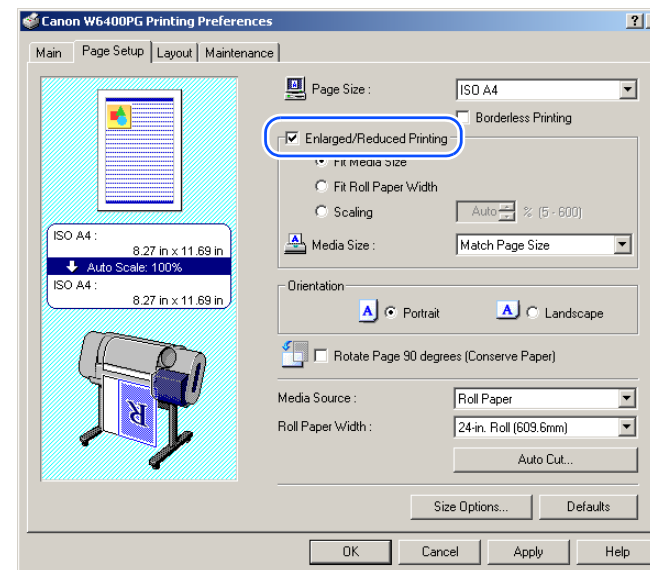 Canon W6400PG Printing Preferences
Main Page Setup Layout Maintenance
Page Size : ISO A4
Borderless Printing
Enlarged/Reduced Printing
Fit Media Size
Fit Roll Paper Width
Scaling Auto % (5 - 600)
Media Size : Match Page Size
ISO A4 :
8.27 in x 11.69 in
Auto Scale: 100%
ISO A4 :
8.27 in x 11.69 in
Orientation
A Portrait A Landscape
Rotate Page 90 degrees (Conserve Paper)
Media Source : Roll Paper
Roll Paper Width : 24-in. Roll (609.6mm)
Auto Cut...
Size Options... Defaults
OK Cancel Apply Help